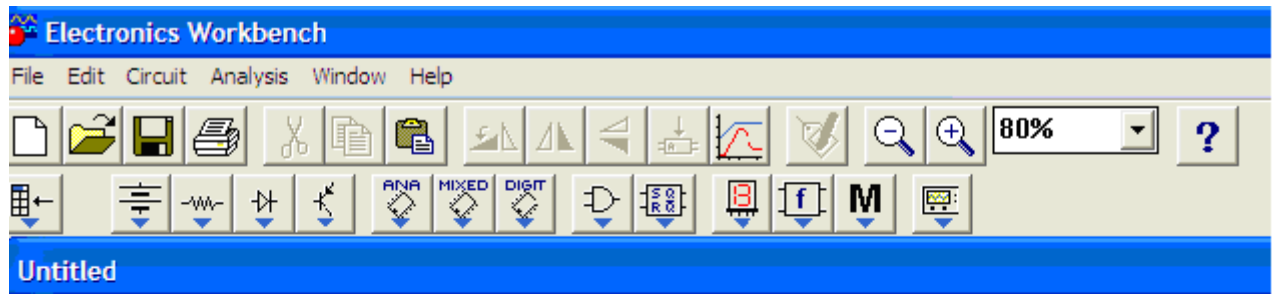 Electronics Workbench
File Edit Circuit Analysis Window Help
80% ?
ANA MIXED DIGIT M
Untitled